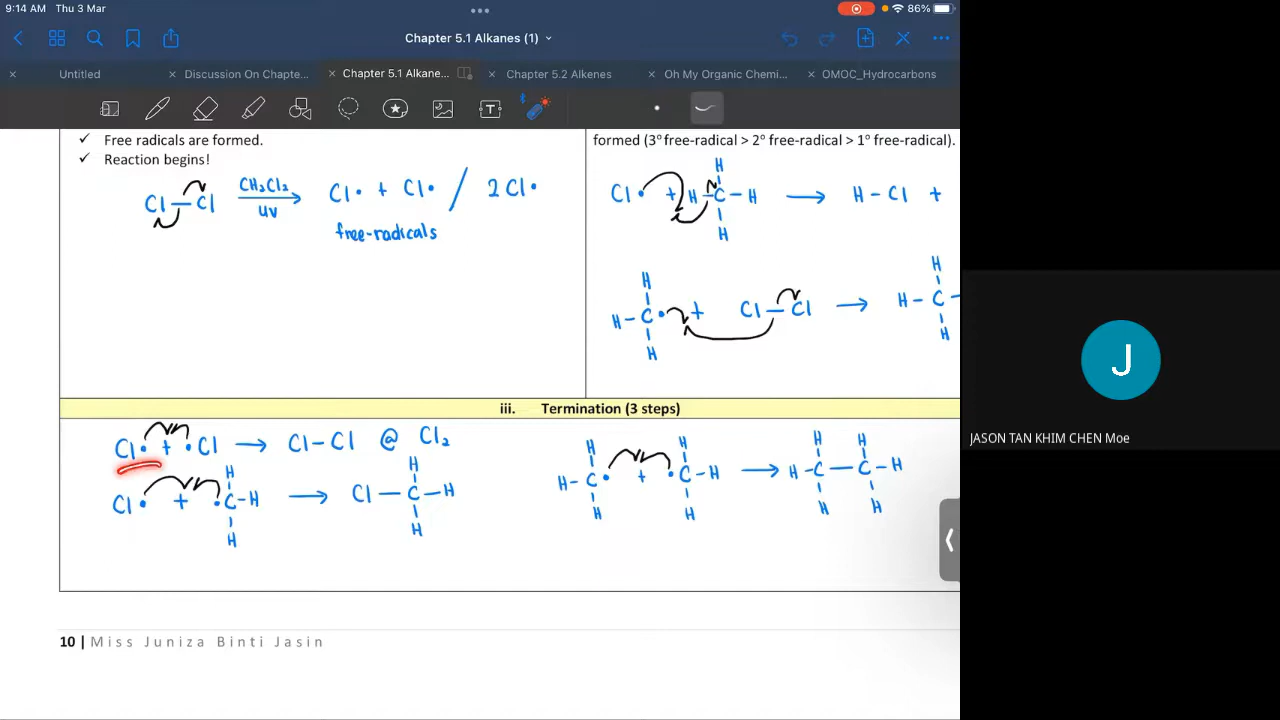 9:14 AM Thu 3 Mar
86%
Chapter 5.1 Alkanes (1)
Untitled
Discussion On Chapte...
Chapter 5.1 Alkane...
Chapter 5.2 Alkenes
Oh My Organic Chemi...
OMOC_Hydrocarbons
✓ Free radicals are formed.
✓ Reaction begins!
Cl — Cl CH₂Cl₂ uv → Cl• + Cl• / 2Cl•
free-radicals
formed (3° free-radical > 2° free-radical > 1° free-radical).
H
Cl• + H — C — H → H — Cl +
H
H
H
H — C• + Cl — Cl → H — C —
H
H
H
iii. Termination (3 steps)
Cl• + •Cl → Cl — Cl @ Cl₂
H
H
Cl• + •C — H → Cl — C — H
H
H
H
H
H
H
H — C• + •C — H → H — C — C — H
H
H
H
H
10 | Miss Juniza Binti Jasin
J
JASON TAN KHIM CHEN Moe